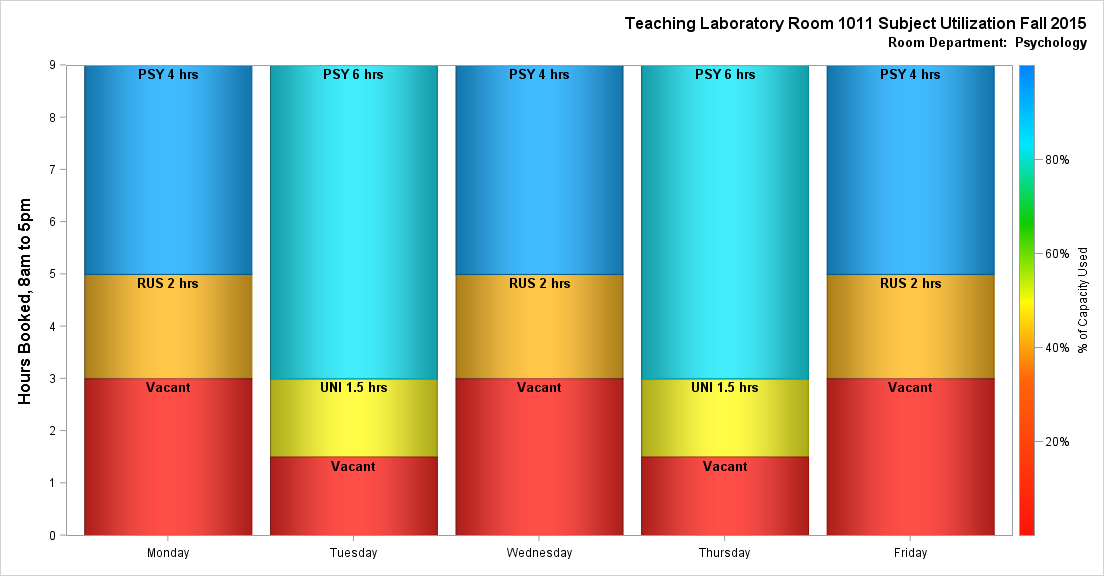 Teaching Laboratory Room 1011 Subject Utilization Fall 2015
Room Department:  Psychology
Hours Booked, 8am to 5pm
9
8
7
6
5
4
3
2
1
0
PSY 4 hrs
RUS 2 hrs
Vacant
PSY 6 hrs
UNI 1.5 hrs
Vacant
PSY 4 hrs
RUS 2 hrs
Vacant
PSY 6 hrs
UNI 1.5 hrs
Vacant
PSY 4 hrs
RUS 2 hrs
Vacant
Monday
Tuesday
Wednesday
Thursday
Friday
80%
60%
40%
20%
% of Capacity Used